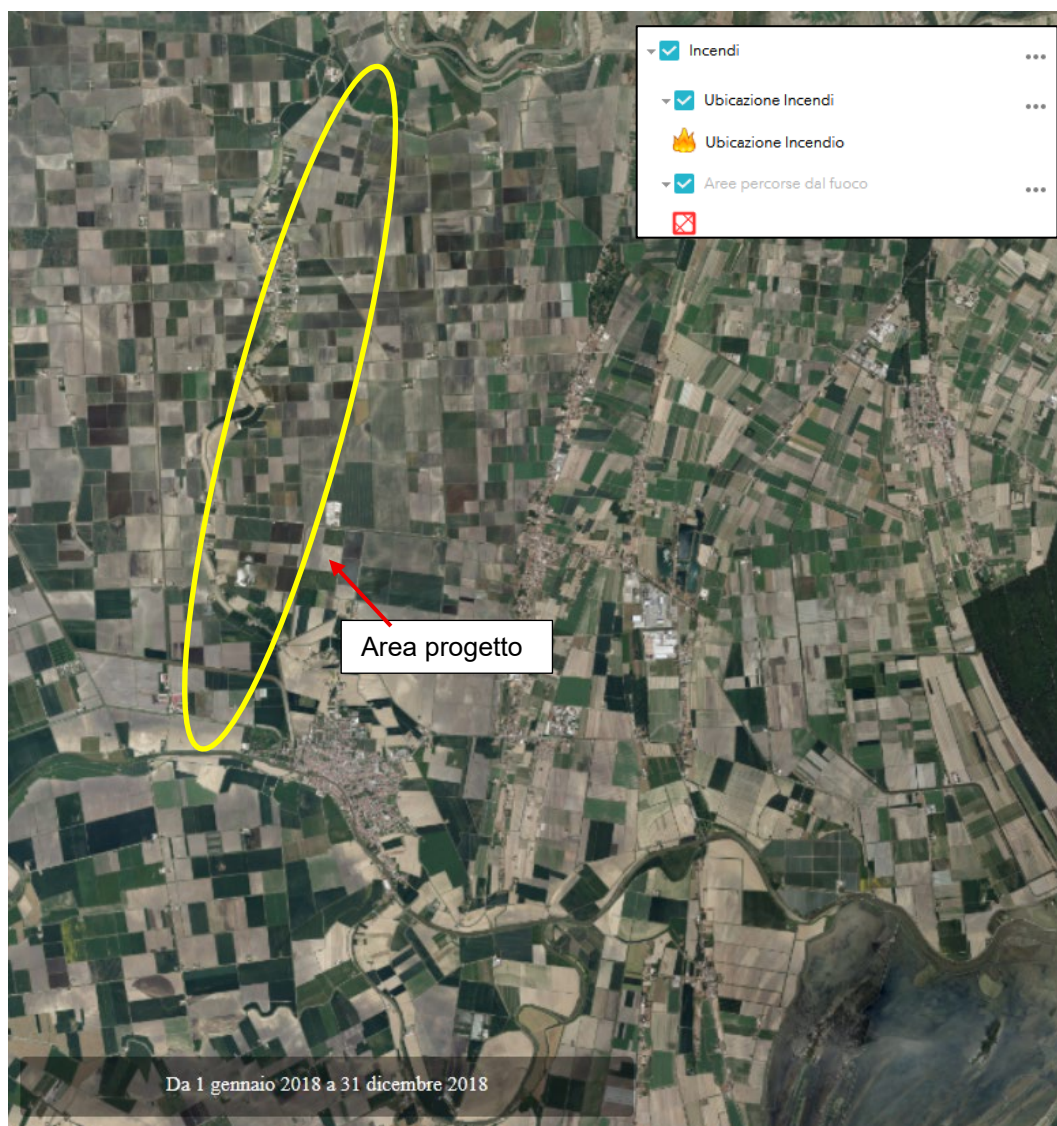 Incendi
Ubicazione Incendi
Ubicazione Incendio
Aree percorse dal fuoco
Area progetto
Da 1 gennaio 2018 a 31 dicembre 2018